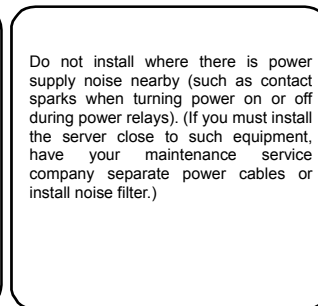 Do not install where there is power
supply noise nearby (such as contact
sparks when turning power on or off
during power relays). (If you must install
the server close to such equipment,
have your maintenance service
company separate power cables or
install noise filter.)